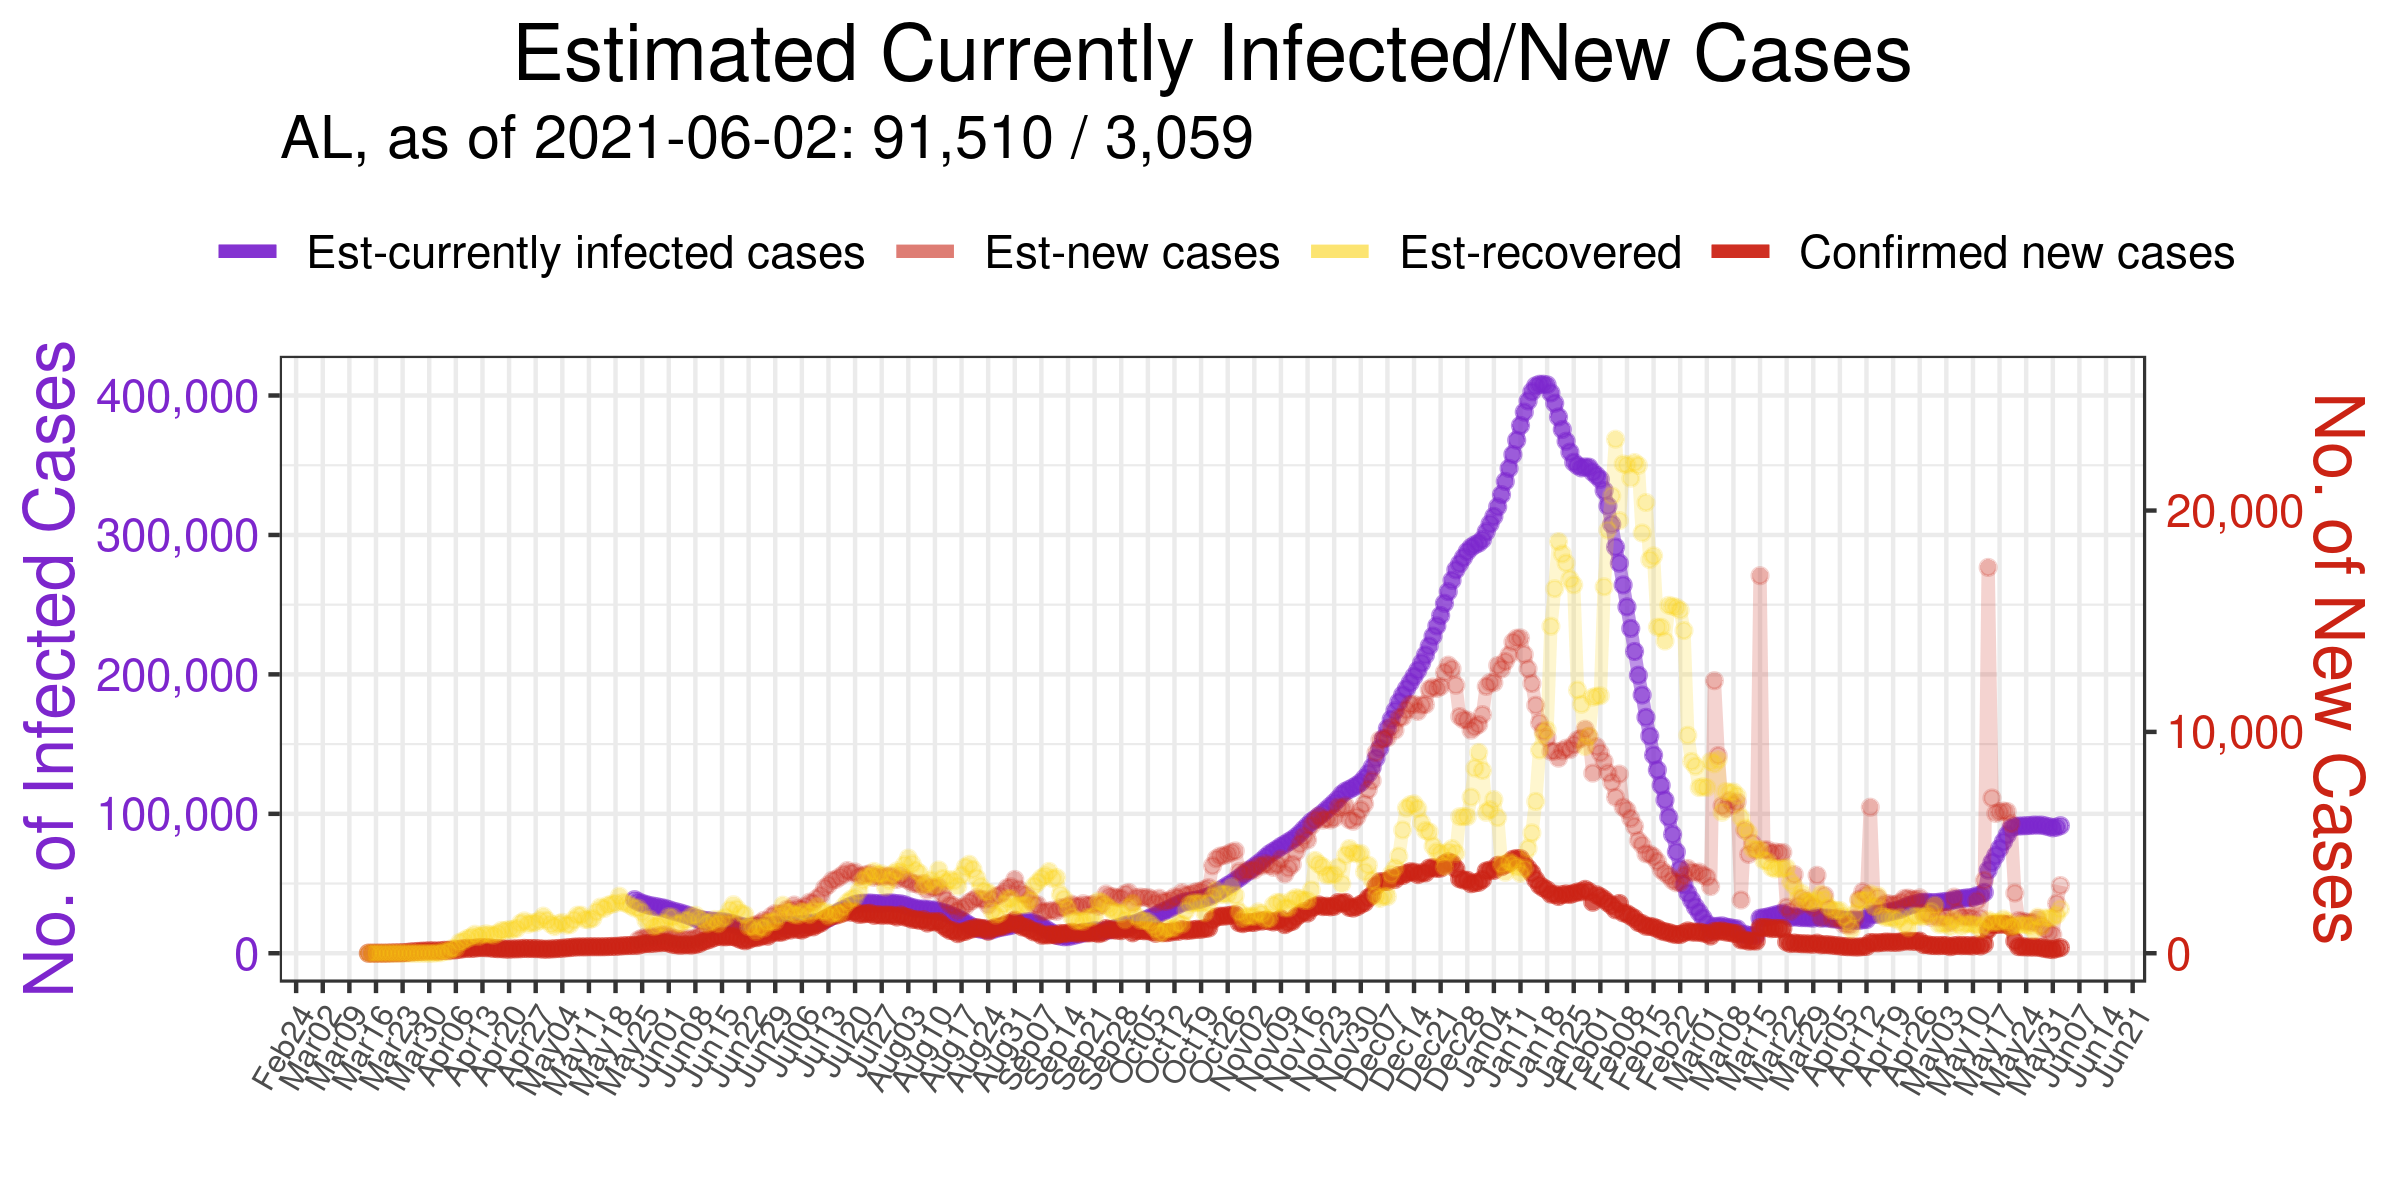 Estimated Currently Infected/New Cases
AL, as of 2021-06-02: 91,510 / 3,059
Est-currently infected cases
Est-new cases
Est-recovered
Confirmed new cases
No. of Infected Cases
400,000
300,000
200,000
100,000
0
20,000
10,000
0
No. of New Cases
Feb24
Mar02
Mar09
Mar16
Mar23
Mar30
Apr06
Apr13
Apr20
Apr27
May04
May11
May18
May25
Jun01
Jun08
Jun15
Jun22
Jun29
Jul06
Jul13
Jul20
Jul27
Aug03
Aug10
Aug17
Aug24
Aug31
Sep07
Sep14
Sep21
Sep28
Oct05
Oct12
Oct19
Oct26
Nov02
Nov09
Nov16
Nov23
Nov30
Dec07
Dec14
Dec21
Dec28
Jan04
Jan11
Jan18
Jan25
Feb01
Feb08
Feb15
Feb22
Mar01
Mar08
Mar15
Mar22
Mar29
Apr05
Apr12
Apr19
Apr26
May03
May10
May17
May24
May31
Jun07
Jun14
Jun21